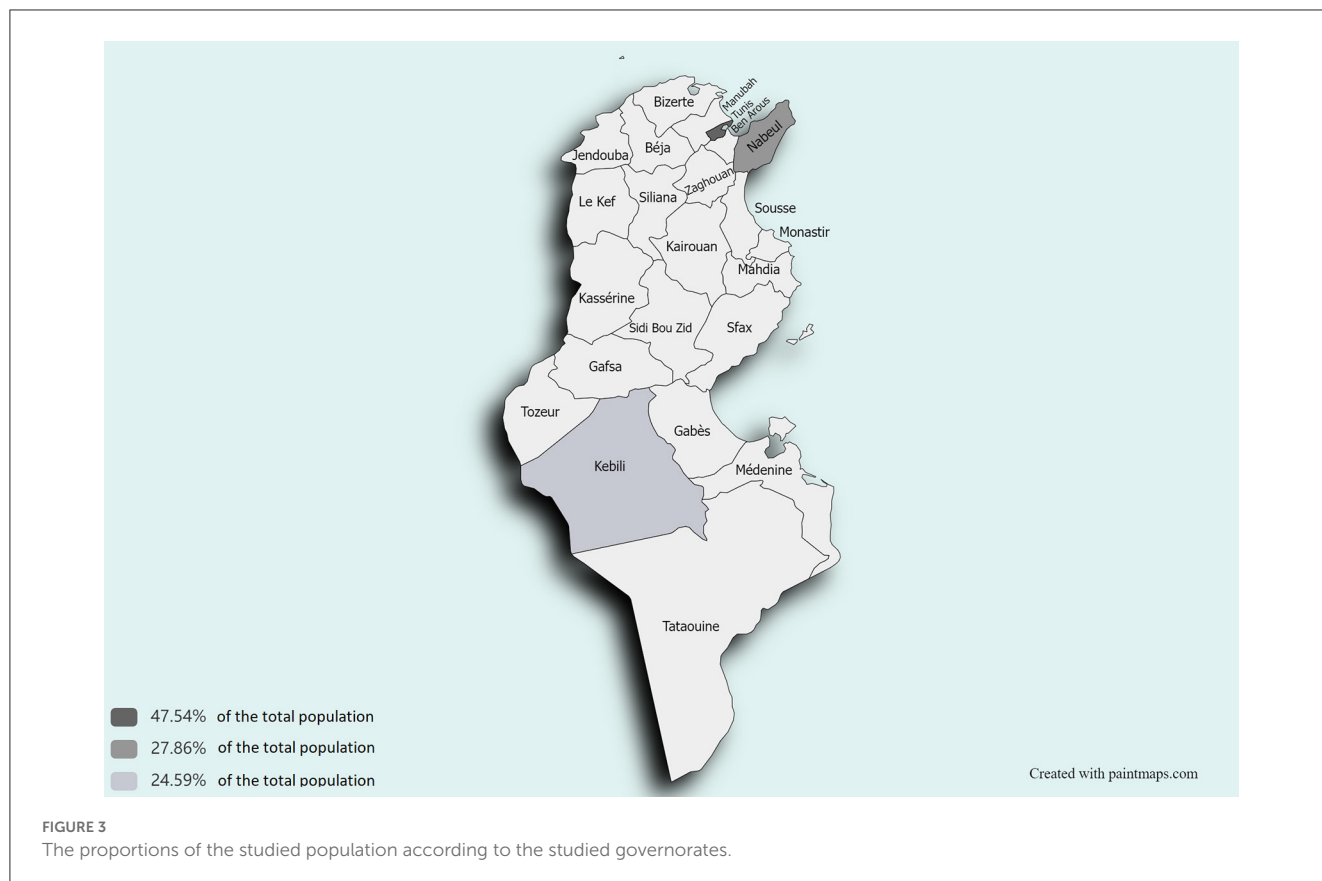 Manubah
Tunis
Ben Arous
Bizerte
Nabeul
Béja
Jendouba
Zaghouan
Siliana
Le Kef
Sousse
Monastir
Kairouan
Mahdia
Kassérine
Sidi Bou Zid
Sfax
Gafsa
Tozeur
Gabès
Kebili
Médenine
Tataouine
47.54% of the total population
27.86% of the total population
24.59% of the total population
Created with paintmaps.com
FIGURE 3
The proportions of the studied population according to the studied governorates.